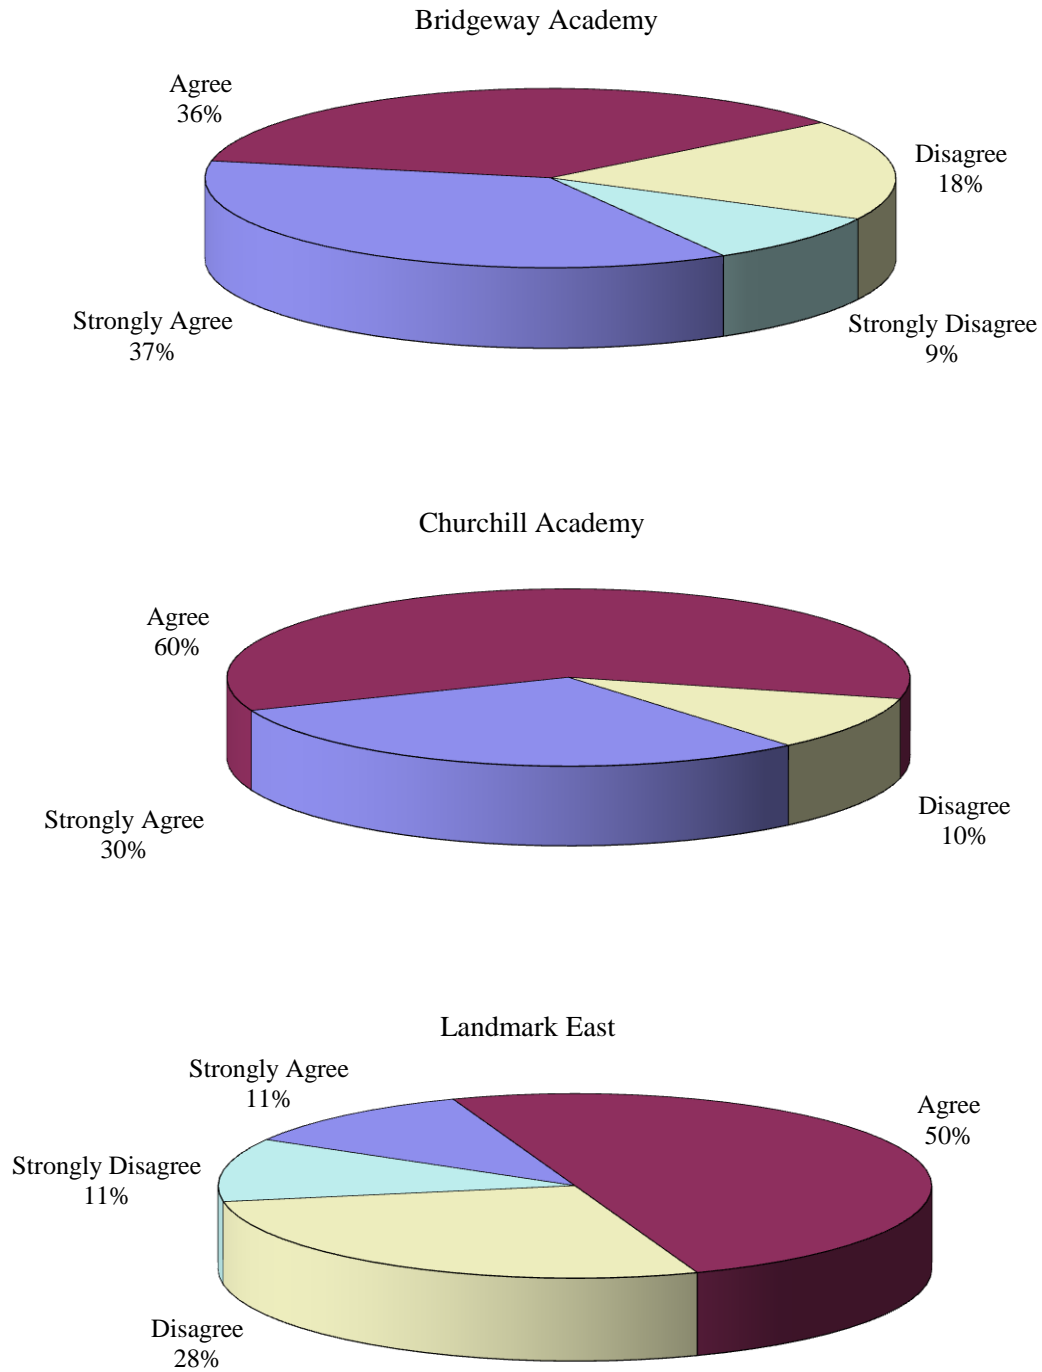 Bridgeway Academy
Agree
36%
Disagree
18%
Strongly Agree
37%
Strongly Disagree
9%
Churchill Academy
Agree
60%
Strongly Agree
30%
Disagree
10%
Landmark East
Strongly Agree
11%
Agree
50%
Strongly Disagree
11%
Disagree
28%